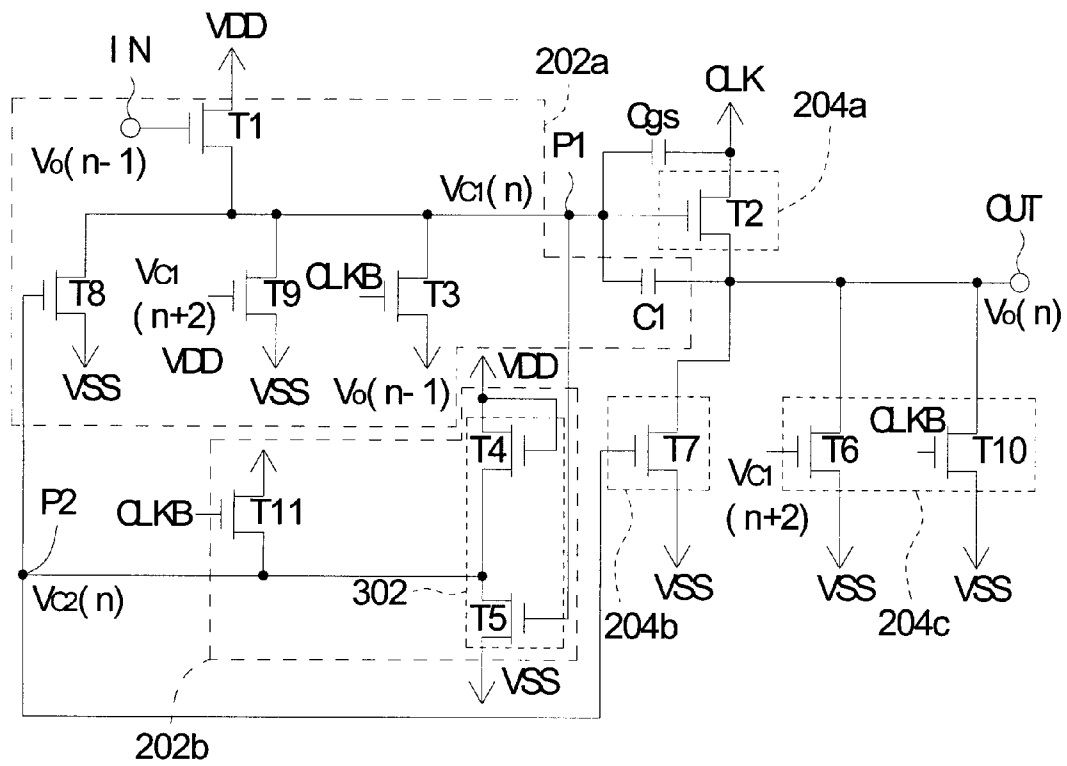 IN
VDD
202a
CLK
204a
Cgs
P1
T1
Vo(n-1)
VC1(n)
T2
OUT
T8
VC1
(n+2)
T9
CLKB
T3
C1
Vo(n)
VDD
VSS
VSS
Vo(n-1)
VDD
T4
T7
CLKB
T6
T10
VC1
(n+2)
P2
CLKB
T11
VC2(n)
302
T5
VSS
VSS
VSS
204b
204c
VSS
202b